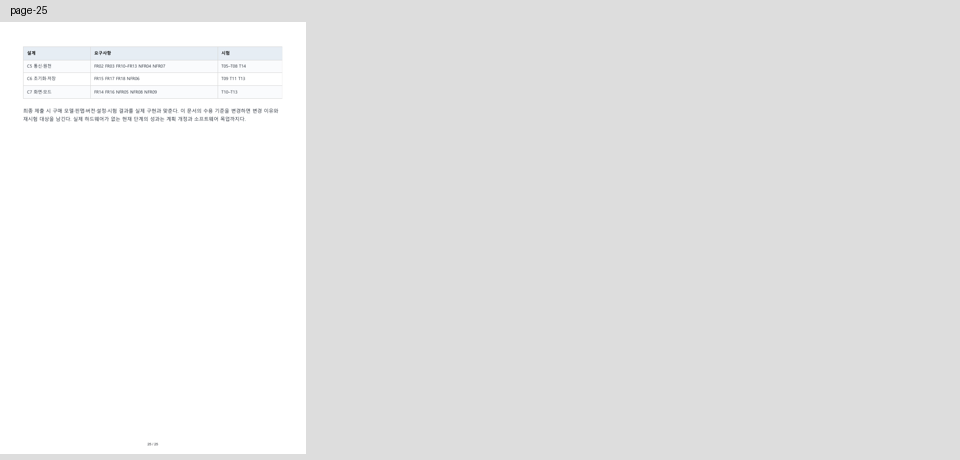 page-25
설계 요구사항 시험
C5 통신·충전 FR02 FR03 FR10–FR13 NFR04 NFR07 T05–T08 T14
C6 초기화·저장 FR15 FR17 FR18 NFR06 T09 T11 T13
C7 화면·로드 FR14 FR16 NFR05 NFR08 NFR09 T10–T13
최종 제출 시 구매 모델·펌웨어·버전·설정·시험 결과를 실제 구현과 맞춘다. 이 문서의 수용 기준을 변경하면 변경 이유와
재시험 대상을 남긴다. 실제 하드웨어가 없는 현재 단계의 성과는 계획 개정과 소프트웨어 목업까지다.